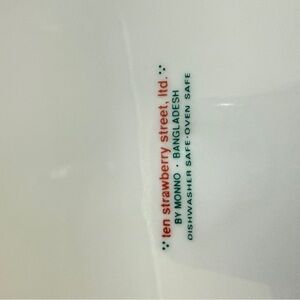 ten strawberry street, ltd.
BY MONNO · BANGLADESH
DISHWASHER SAFE·OVEN SAFE